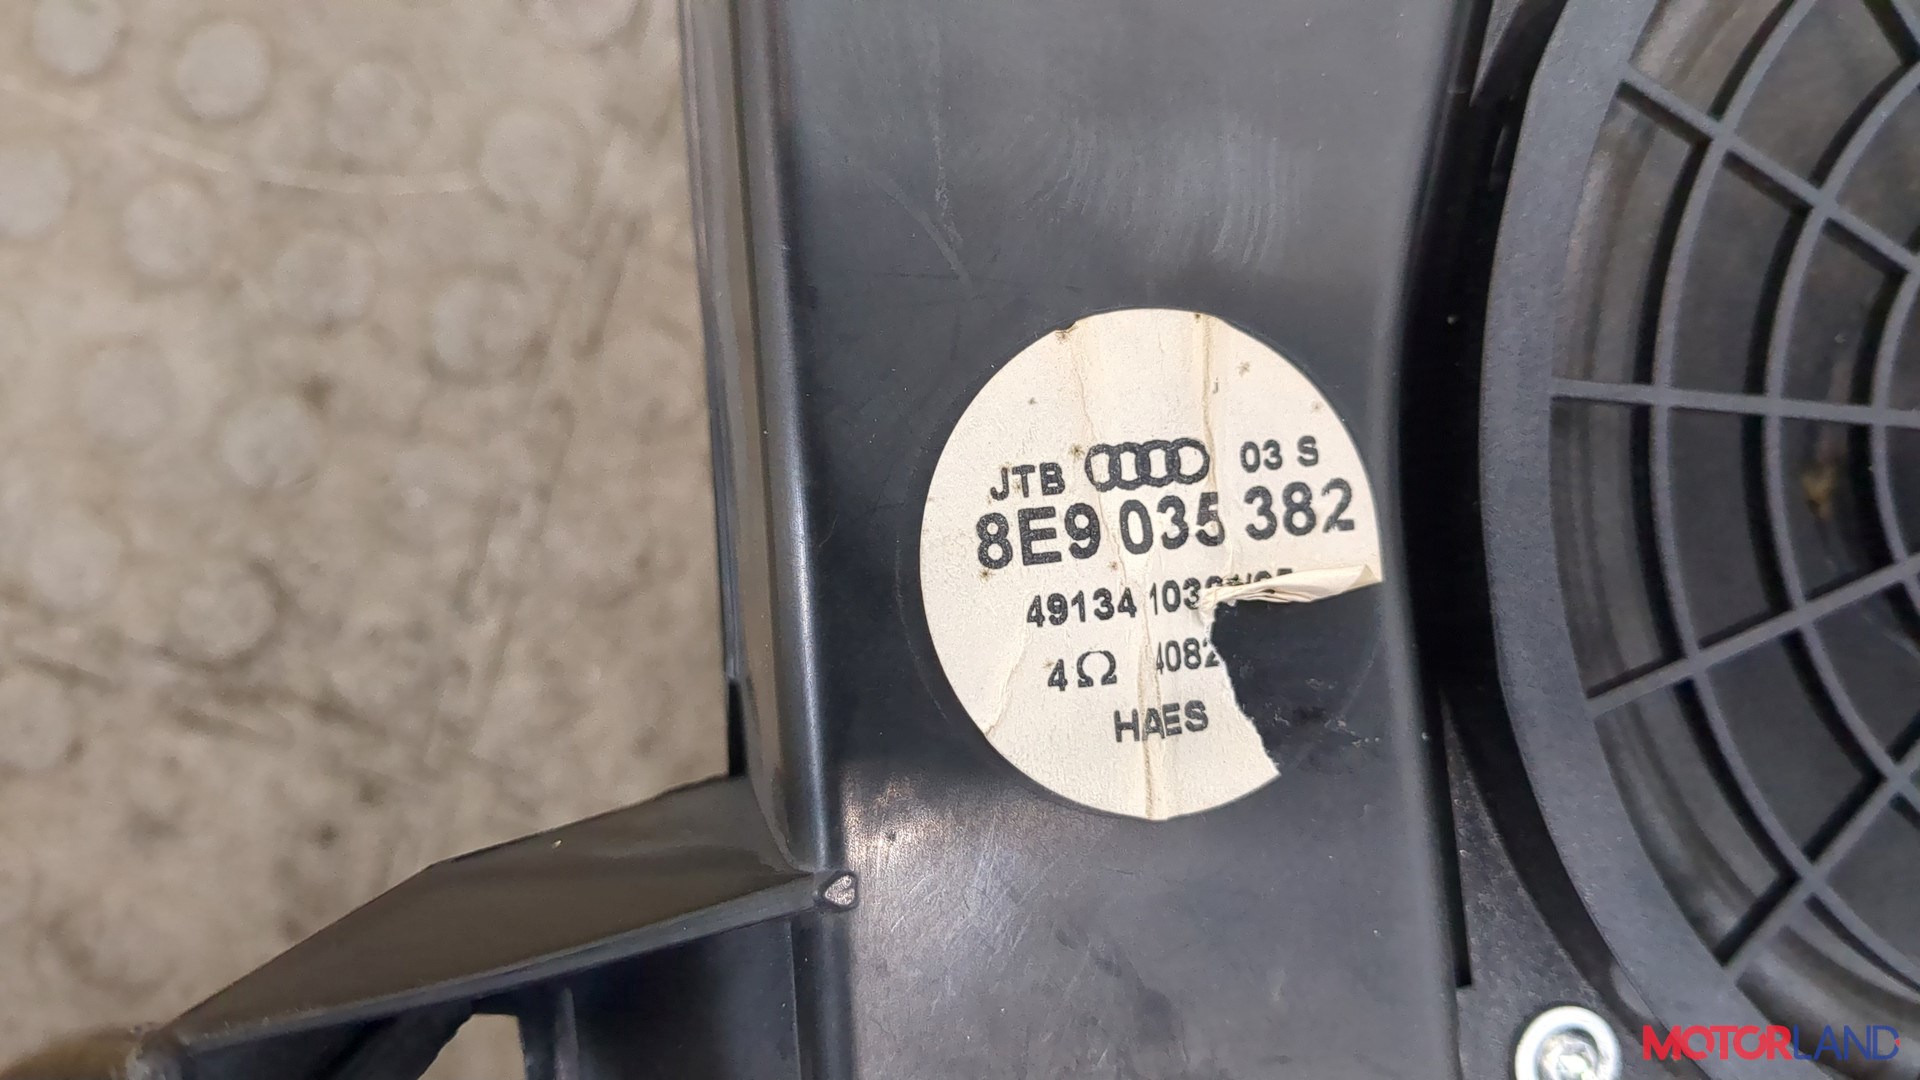 JTB 03 S
8E9 035 382
49134
4Ω
HAES
MOTORLAND